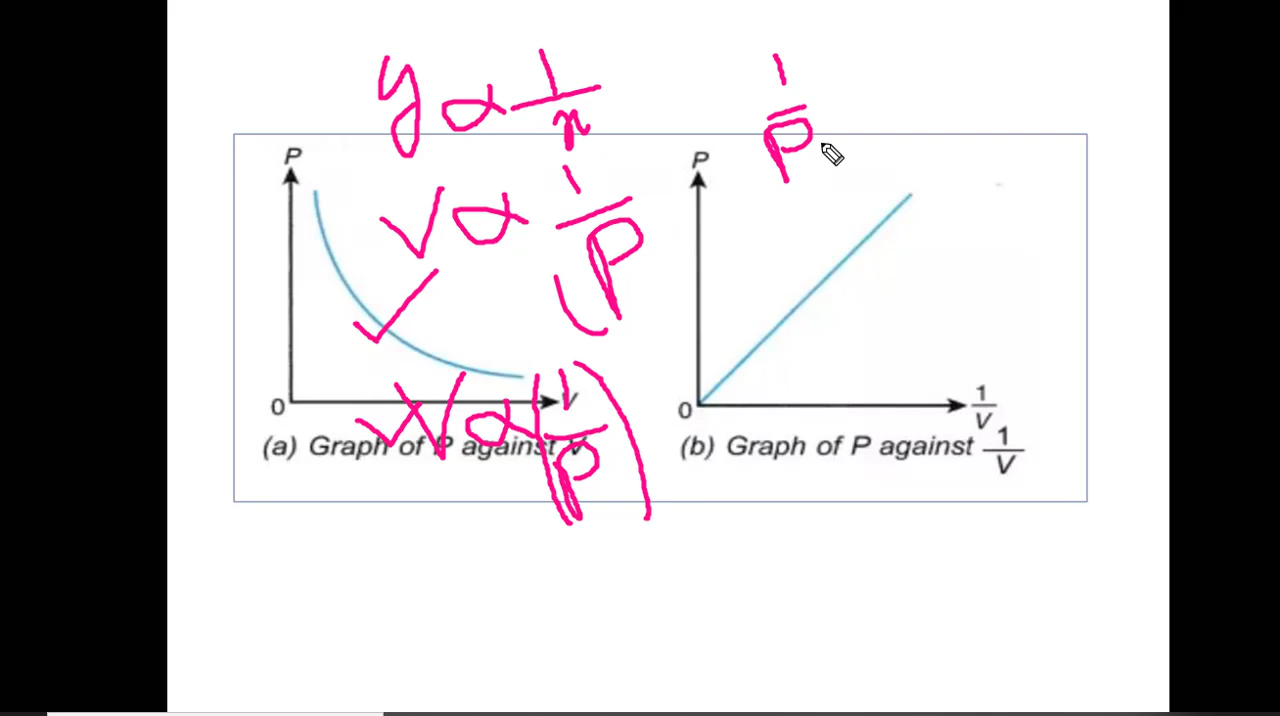 y ∝ 1/x
1/P
P
P
V ∝ 1/P
V ∝ (1/P)
0
V
0
1/V
(a) Graph of P against V
(b) Graph of P against 1/V